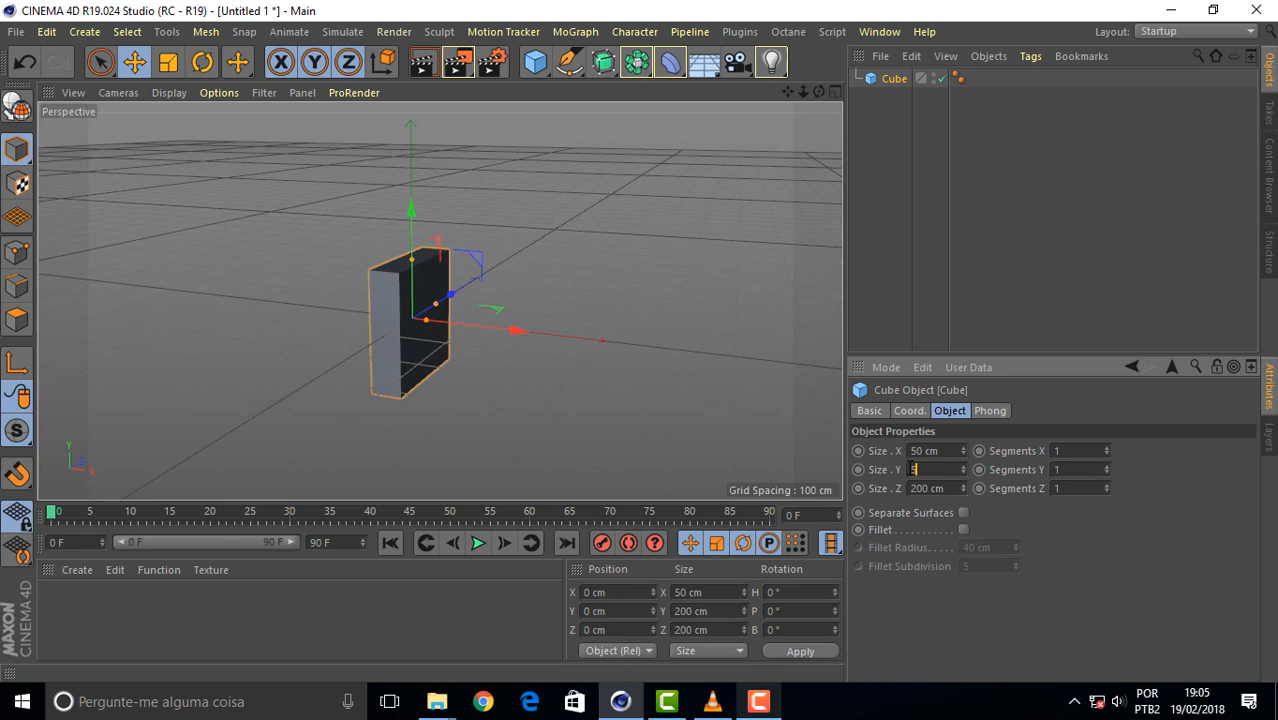 CINEMA 4D R19.024 Studio (RC - R19) - [Untitled 1 *] - Main
File Edit Create Select Tools Mesh Snap Animate Simulate Render Sculpt Motion Tracker MoGraph Character Pipeline Plugins Octane Script Window Help Layout: Startup
X Y Z
File Edit View Objects Tags Bookmarks
Cube
View Cameras Display Options Filter Panel ProRender
Perspective
Y
Z
X
Grid Spacing : 100 cm
Objects
Takes
Content Browser
Structure
Mode Edit User Data
Cube Object [Cube]
Basic Coord. Object Phong
Object Properties
Size . X 50 cm Segments X 1
Size . Y 5 Segments Y 1
Size . Z 200 cm Segments Z 1
Separate Surfaces
Fillet . . . . . . . . . . .
Fillet Radius. . . . . 40 cm
Fillet Subdivision 5
Attributes
Layers
0 5 10 15 20 25 30 35 40 45 50 55 60 65 70 75 80 85 90 0 F
0 F 0 F 90 F 90 F
Create Edit Function Texture
Position Size Rotation
X 0 cm X 50 cm H 0 °
Y 0 cm Y 200 cm P 0 °
Z 0 cm Z 200 cm B 0 °
Object (Rel) Size Apply
MAXON
CINEMA 4D
Pergunte-me alguma coisa
POR
PTB2
19:05
19/02/2018